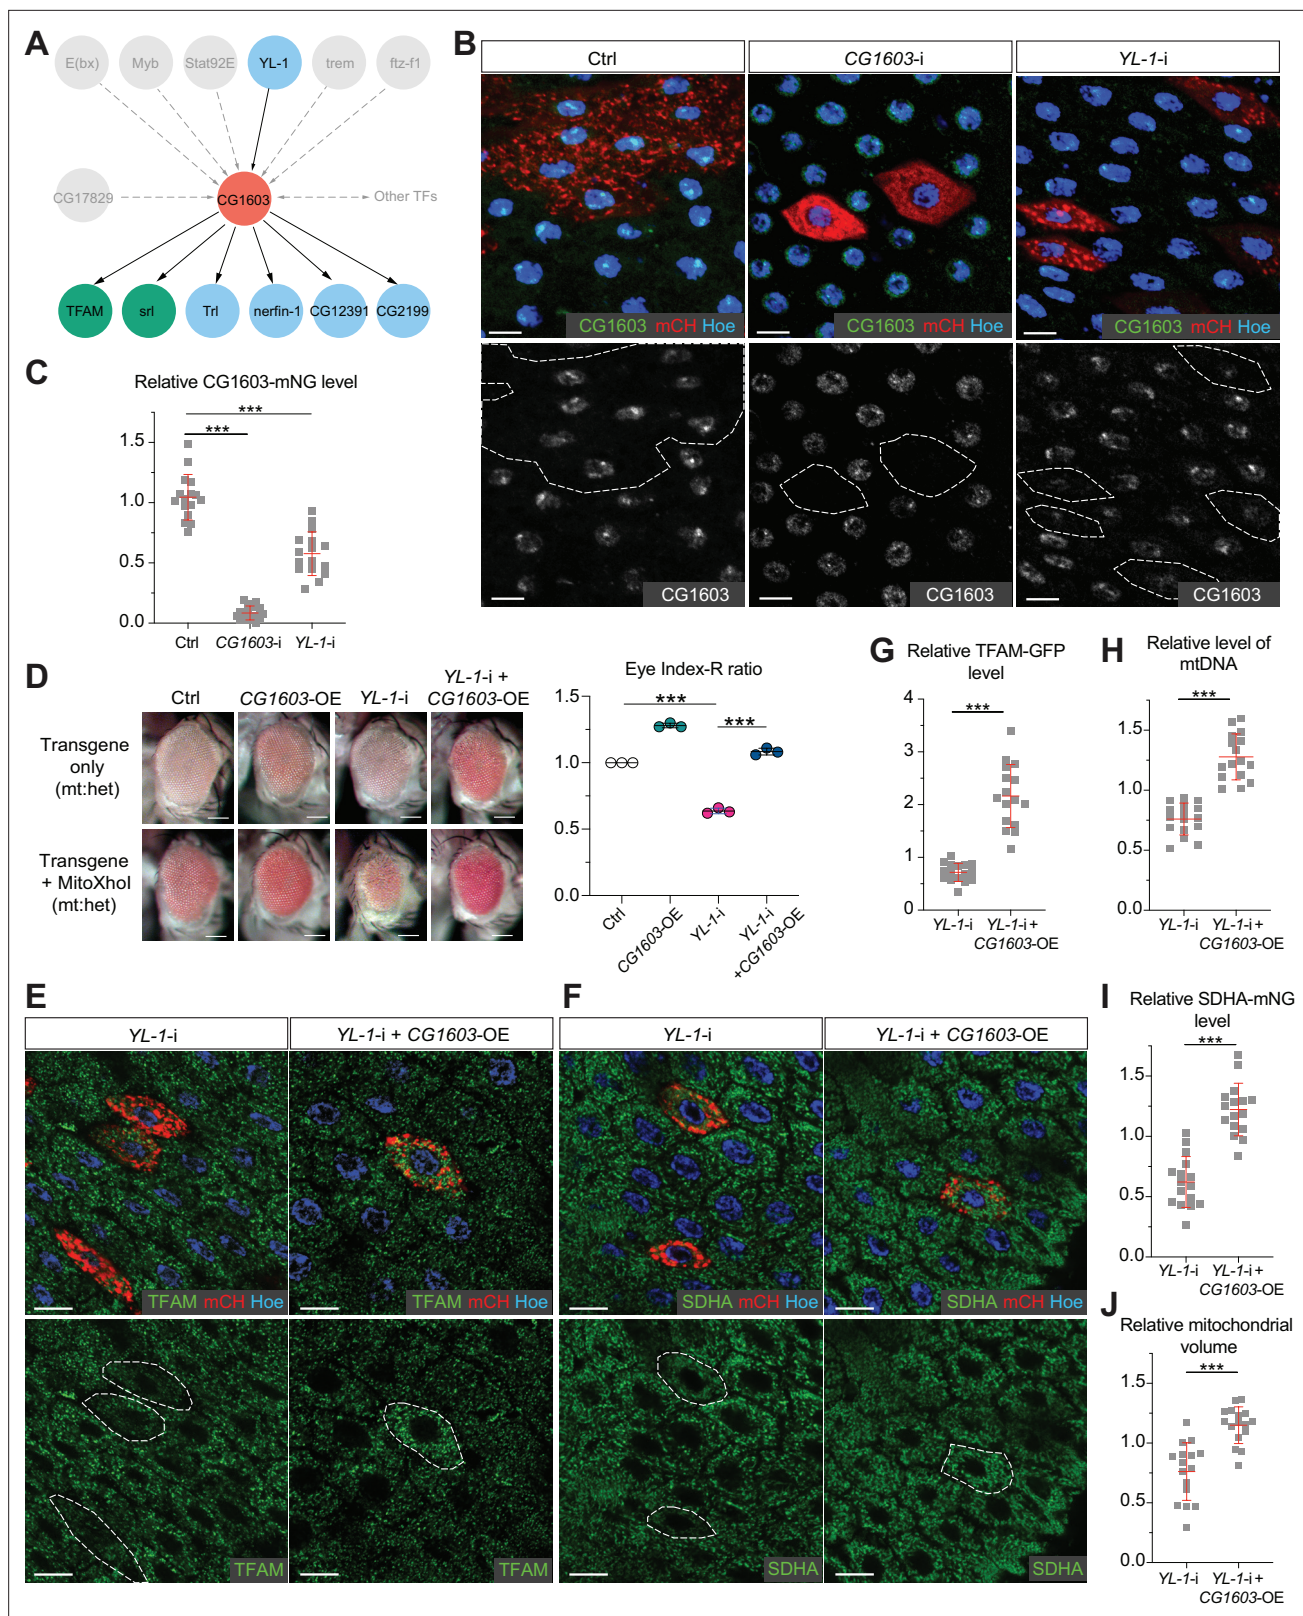 A
E(bx) Myb Stat92E YL-1 trem ftz-f1
CG17829 CG1603 Other TFs
TFAM srl Trl nerfin-1 CG12391 CG2199
B
Ctrl CG1603-i YL-1-i
CG1603 mCH Hoe CG1603 mCH Hoe CG1603 mCH Hoe
CG1603 CG1603 CG1603
C
Relative CG1603-mNG level
***
***
1.5
1.0
0.5
0.0
Ctrl CG1603-i YL-1-i
D
Ctrl CG1603-OE YL-1-i YL-1-i +
CG1603-OE
Transgene
only
(mt:het)
Transgene
+ MitoXhoI
(mt:het)
Eye Index-R ratio
*** ***
1.5
1.0
0.5
0.0
Ctrl
CG1603-OE
YL-1-i
YL-1-i
+CG1603-OE
G
Relative TFAM-GFP
level
***
4
3
2
1
0
YL-1-i YL-1-i +
CG1603-OE
H
Relative level of
mtDNA
***
1.5
1.0
0.5
0.0
YL-1-i YL-1-i +
CG1603-OE
E
YL-1-i YL-1-i + CG1603-OE
TFAM mCH Hoe TFAM mCH Hoe
TFAM TFAM
F
YL-1-i YL-1-i + CG1603-OE
SDHA mCH Hoe SDHA mCH Hoe
SDHA SDHA
I
Relative SDHA-mNG
level
***
1.5
1.0
0.5
0.0
YL-1-i YL-1-i +
CG1603-OE
J
Relative mitochondrial
volume
***
1.5
1.0
0.5
0.0
YL-1-i YL-1-i +
CG1603-OE